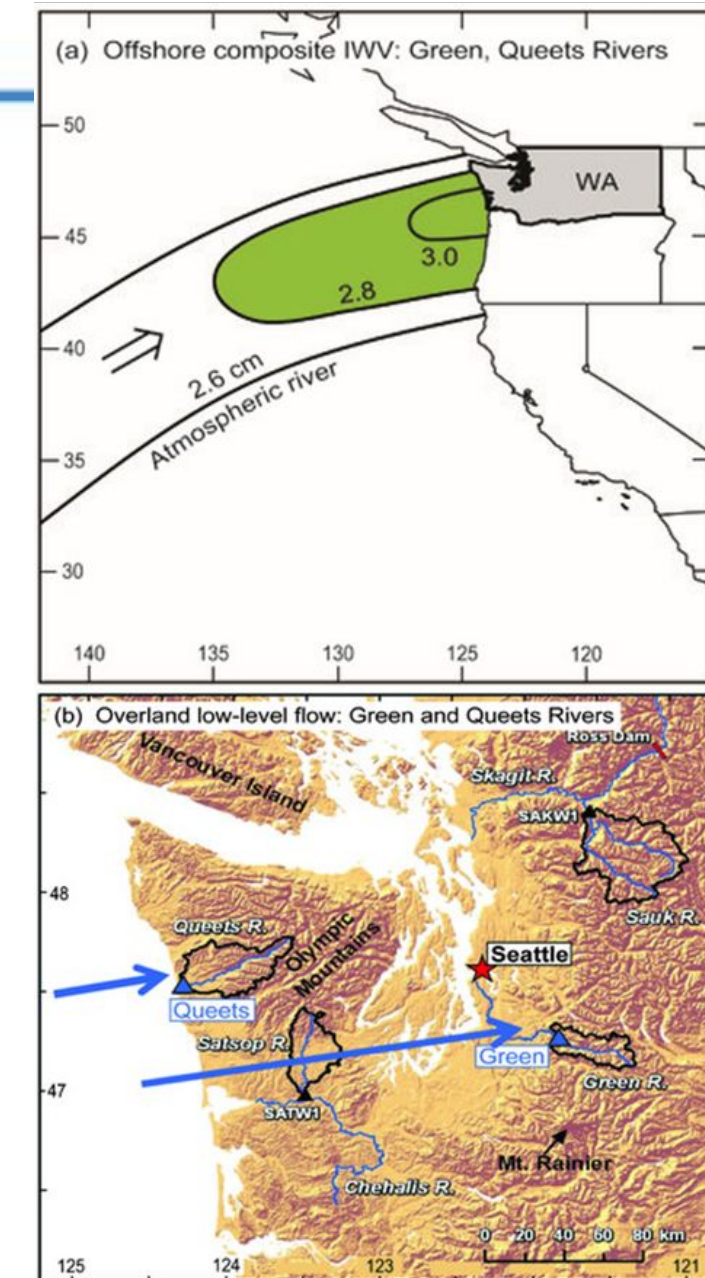 (a) Offshore composite IWV: Green, Queets Rivers
50
WA
45
3.0
2.8
40
2.6 cm
Atmospheric river
35
30
140 135 130 125 120
(b) Overland low-level flow: Green and Queets Rivers
Ross Dam
Vancouver Island
Skagit R.
SAKW1
48
Sauk R.
Queets R.
Olympic
Mountains
Seattle
Queets
Satsop R.
Green
Green R.
47
SATW1
Mt. Rainier
Chehalis R.
0 20 40 60 80 km
125 124 123 121